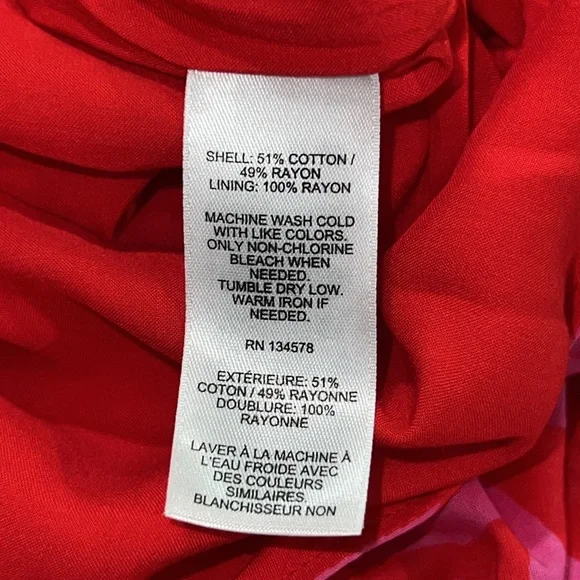 SHELL: 51% COTTON /
49% RAYON
LINING: 100% RAYON
MACHINE WASH COLD
WITH LIKE COLORS.
ONLY NON-CHLORINE
BLEACH WHEN
NEEDED.
TUMBLE DRY LOW.
WARM IRON IF
NEEDED.
RN 134578
EXTÉRIEURE: 51%
COTON / 49% RAYONNE
DOUBLURE: 100%
RAYONNE
LAVER À LA MACHINE À
L'EAU FROIDE AVEC
DES COULEURS
SIMILAIRES.
BLANCHISSEUR NON